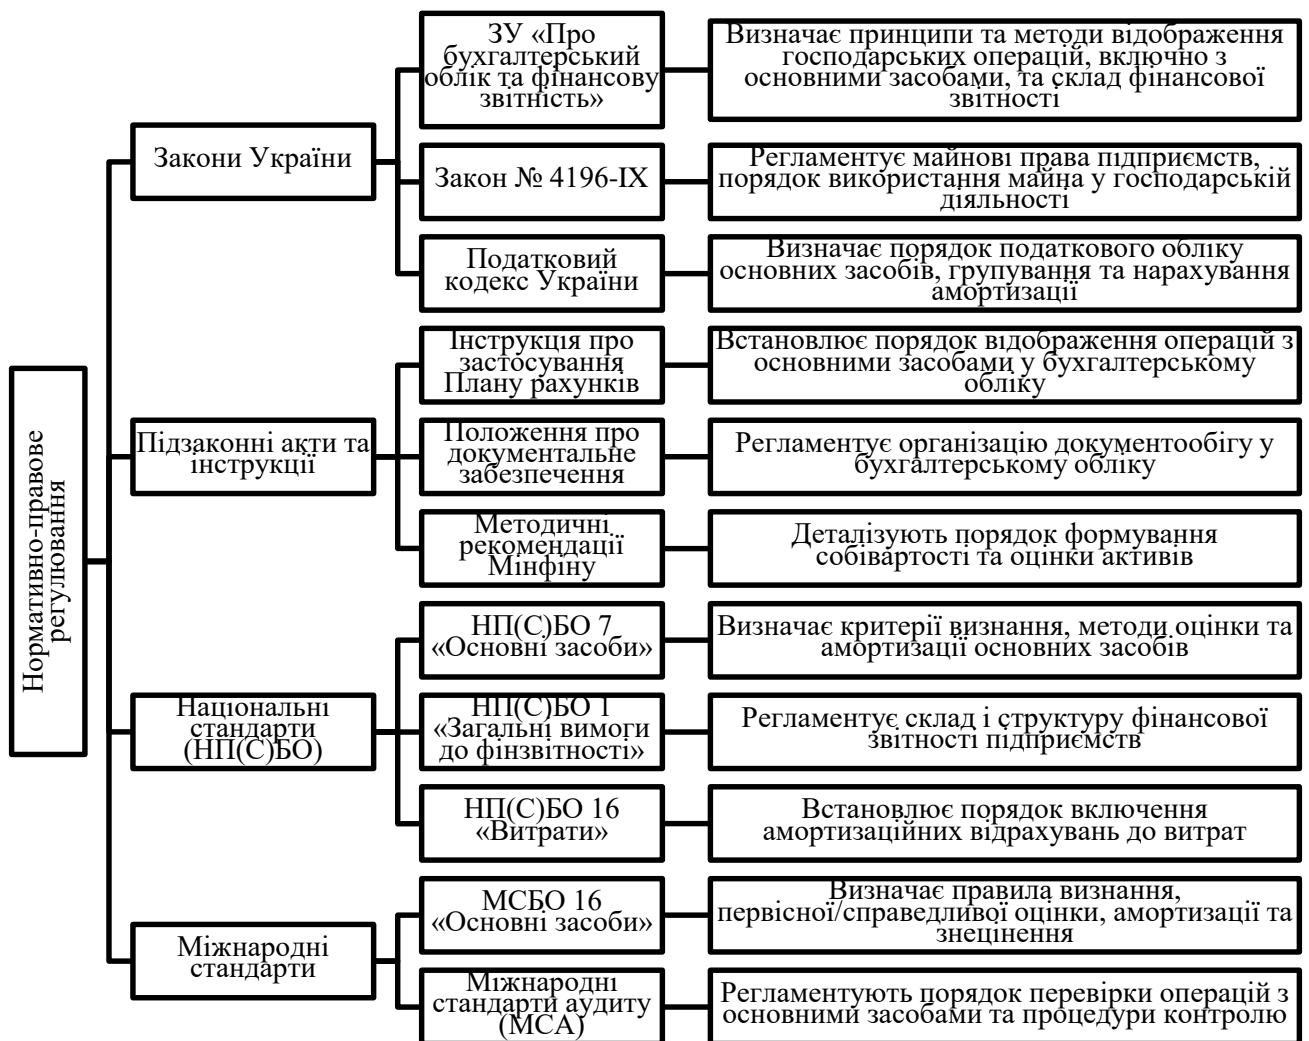 Нормативно-правове
регулювання
Закони України
ЗУ «Про
бухгалтерський
облік та фінансову
звітність»
Визначає принципи та методи відображення
господарських операцій, включно з
основними засобами, та склад фінансової
звітності
Закон № 4196-IX
Регламентує майнові права підприємств,
порядок використання майна у господарській
діяльності
Податковий
кодекс України
Визначає порядок податкового обліку
основних засобів, групування та нарахування
амортизації
Підзаконні акти та
інструкції
Інструкція про
застосування
Плану рахунків
Встановлює порядок відображення операцій з
основними засобами у бухгалтерському
обліку
Положення про
документальне
забезпечення
Регламентує організацію документообігу у
бухгалтерському обліку
Методичні
рекомендації
Мінфіну
Деталізують порядок формування
собівартості та оцінки активів
Національні
стандарти
(НП(С)БО)
НП(С)БО 7
«Основні засоби»
Визначає критерії визнання, методи оцінки та
амортизації основних засобів
НП(С)БО 1
«Загальні вимоги
до фінзвітності»
Регламентує склад і структуру фінансової
звітності підприємств
НП(С)БО 16
«Витрати»
Встановлює порядок включення
амортизаційних відрахувань до витрат
Міжнародні
стандарти
МСБО 16
«Основні засоби»
Визначає правила визнання,
первісної/справедливої оцінки, амортизації та
знецінення
Міжнародні
стандарти аудиту
(МСА)
Регламентують порядок перевірки операцій з
основними засобами та процедури контролю